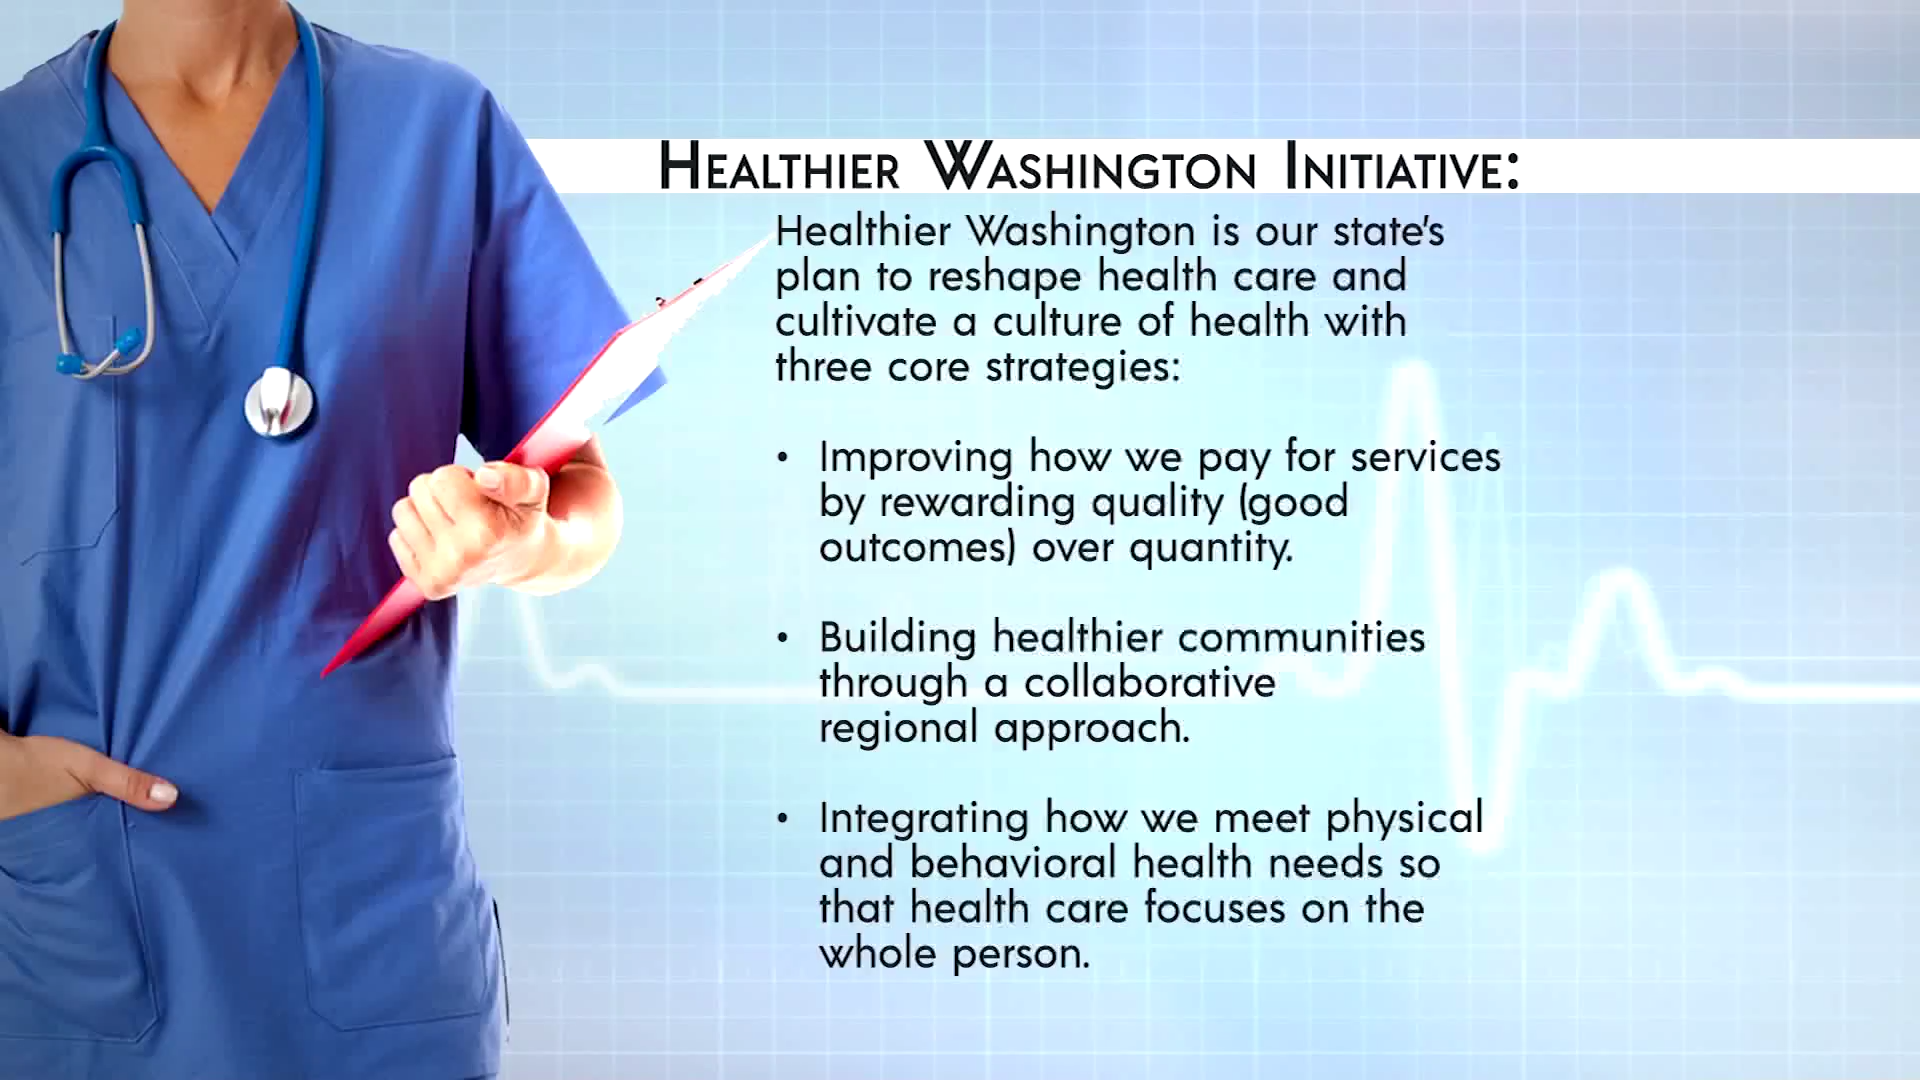 Healthier Washington Initiative:
Healthier Washington is our state's
plan to reshape health care and
cultivate a culture of health with
three core strategies:
• Improving how we pay for services
by rewarding quality (good
outcomes) over quantity.
• Building healthier communities
through a collaborative
regional approach.
• Integrating how we meet physical
and behavioral health needs so
that health care focuses on the
whole person.